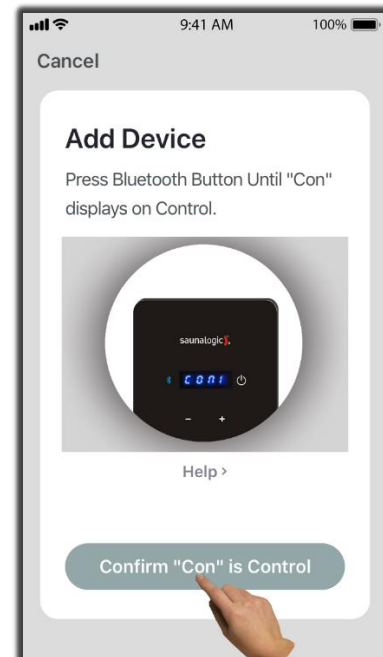 9:41 AM 100%
Cancel
Add Device
Press Bluetooth Button Until "Con"
displays on Control.
saunalogic
con1
− +
Help >
Confirm "Con" is Control